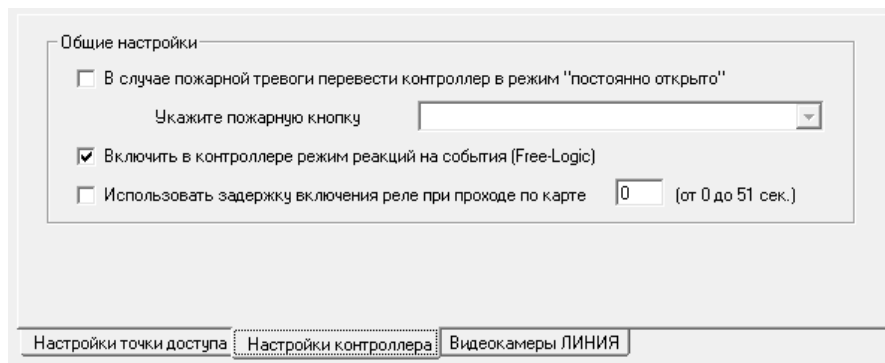 Общие настройки
В случае пожарной тревоги перевести контроллер в режим "постоянно открыто"
Укажите пожарную кнопку
Включить в контроллере режим реакций на события (Free-Logic)
Использовать задержку включения реле при проходе по карте 0 (от 0 до 51 сек.)
Настройки точки доступа Настройки контроллера Видеокамеры ЛИНИЯ